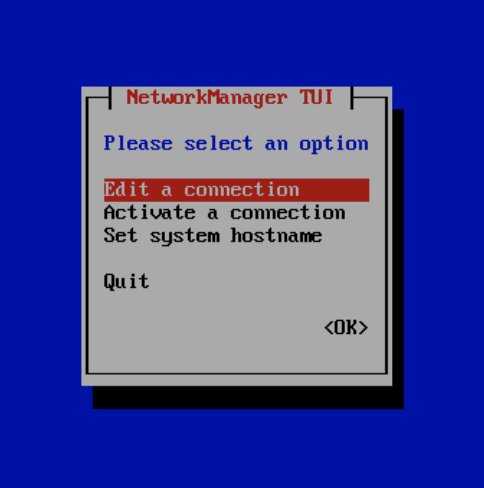 NetworkManager TUI
Please select an option
Edit a connection
Activate a connection
Set system hostname
Quit
<OK>